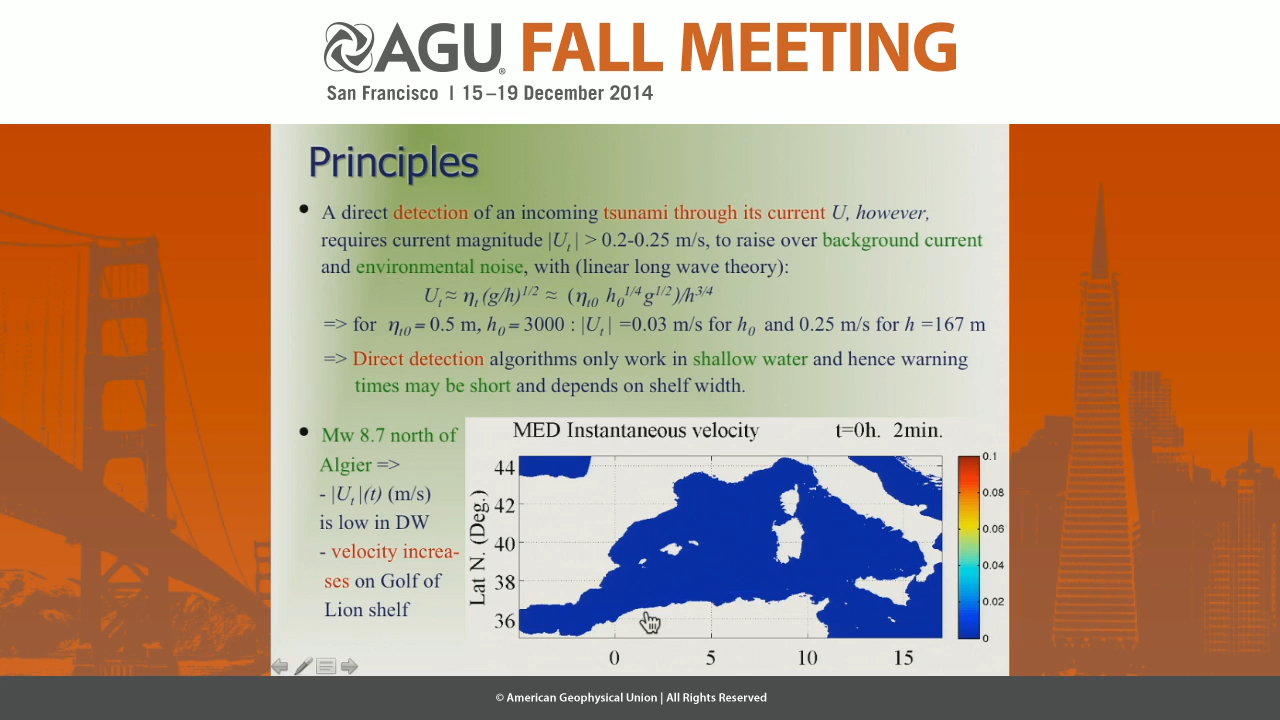 AGU FALL MEETING
San Francisco | 15–19 December 2014
Principles
• A direct detection of an incoming tsunami through its current U, however,
requires current magnitude |Ut| > 0.2-0.25 m/s, to raise over background current
and environmental noise, with (linear long wave theory):
Ut ≈ ηt (g/h)^1/2 ≈ (ηt0 h0^1/4 g^1/2)/h^3/4
=> for ηt0 = 0.5 m, h0 = 3000 : |Ut| =0.03 m/s for h0 and 0.25 m/s for h =167 m
=> Direct detection algorithms only work in shallow water and hence warning
times may be short and depends on shelf width.
• Mw 8.7 north of
Algier =>
- |Ut|(t) (m/s)
is low in DW
- velocity increa-
ses on Golf of
Lion shelf
MED Instantaneous velocity t=0h. 2min.
Lat N. (Deg.)
44
42
40
38
36
0 5 10 15
0.1
0.08
0.06
0.04
0.02
0
© American Geophysical Union | All Rights Reserved